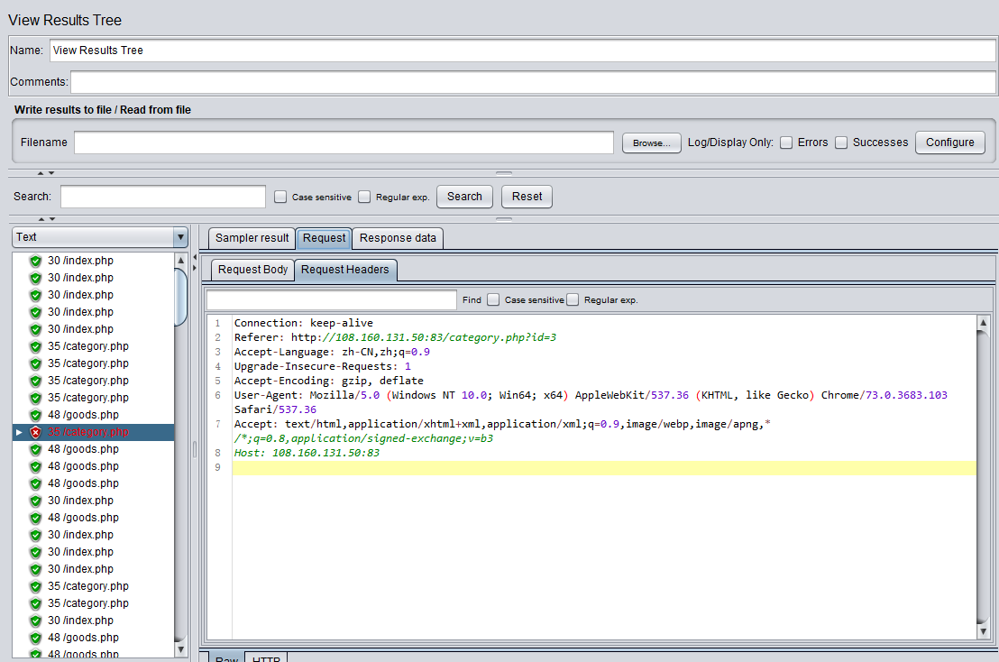 View Results Tree
Name: View Results Tree
Comments:
Write results to file / Read from file
Filename Browse... Log/Display Only: Errors Successes Configure
Search: Case sensitive Regular exp. Search Reset
Text
30 /index.php
30 /index.php
30 /index.php
30 /index.php
30 /index.php
35 /category.php
35 /category.php
35 /category.php
35 /category.php
48 /goods.php
35 /category.php
48 /goods.php
48 /goods.php
48 /goods.php
30 /index.php
48 /goods.php
30 /index.php
30 /index.php
30 /index.php
35 /category.php
35 /category.php
30 /index.php
48 /goods.php
48 /goods.php
Sampler result Request Response data
Request Body Request Headers
Find Case sensitive Regular exp.
1 Connection: keep-alive
2 Referer: http://108.160.131.50:83/category.php?id=3
3 Accept-Language: zh-CN,zh;q=0.9
4 Upgrade-Insecure-Requests: 1
5 Accept-Encoding: gzip, deflate
6 User-Agent: Mozilla/5.0 (Windows NT 10.0; Win64; x64) AppleWebKit/537.36 (KHTML, like Gecko) Chrome/73.0.3683.103
Safari/537.36
7 Accept: text/html,application/xhtml+xml,application/xml;q=0.9,image/webp,image/apng,*
/*;q=0.8,application/signed-exchange;v=b3
8 Host: 108.160.131.50:83
9
Raw HTTP